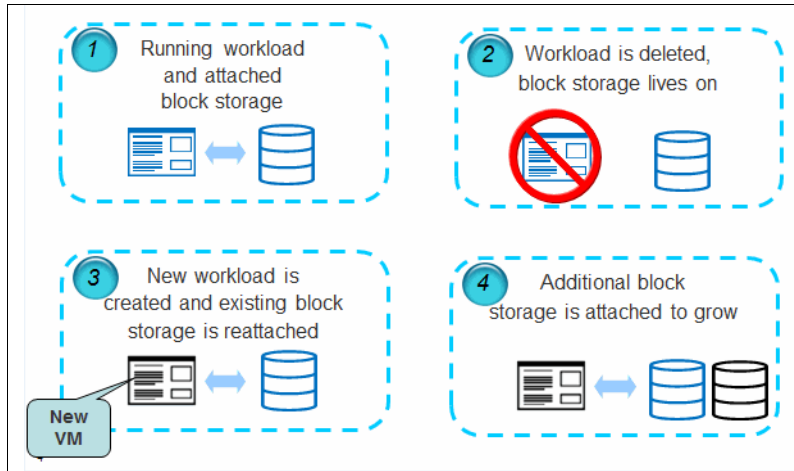 1
Running workload
and attached
block storage
2
Workload is deleted,
block storage lives on
3
New workload is
created and existing block
storage is reattached
New
VM
4
Additional block
storage is attached to grow